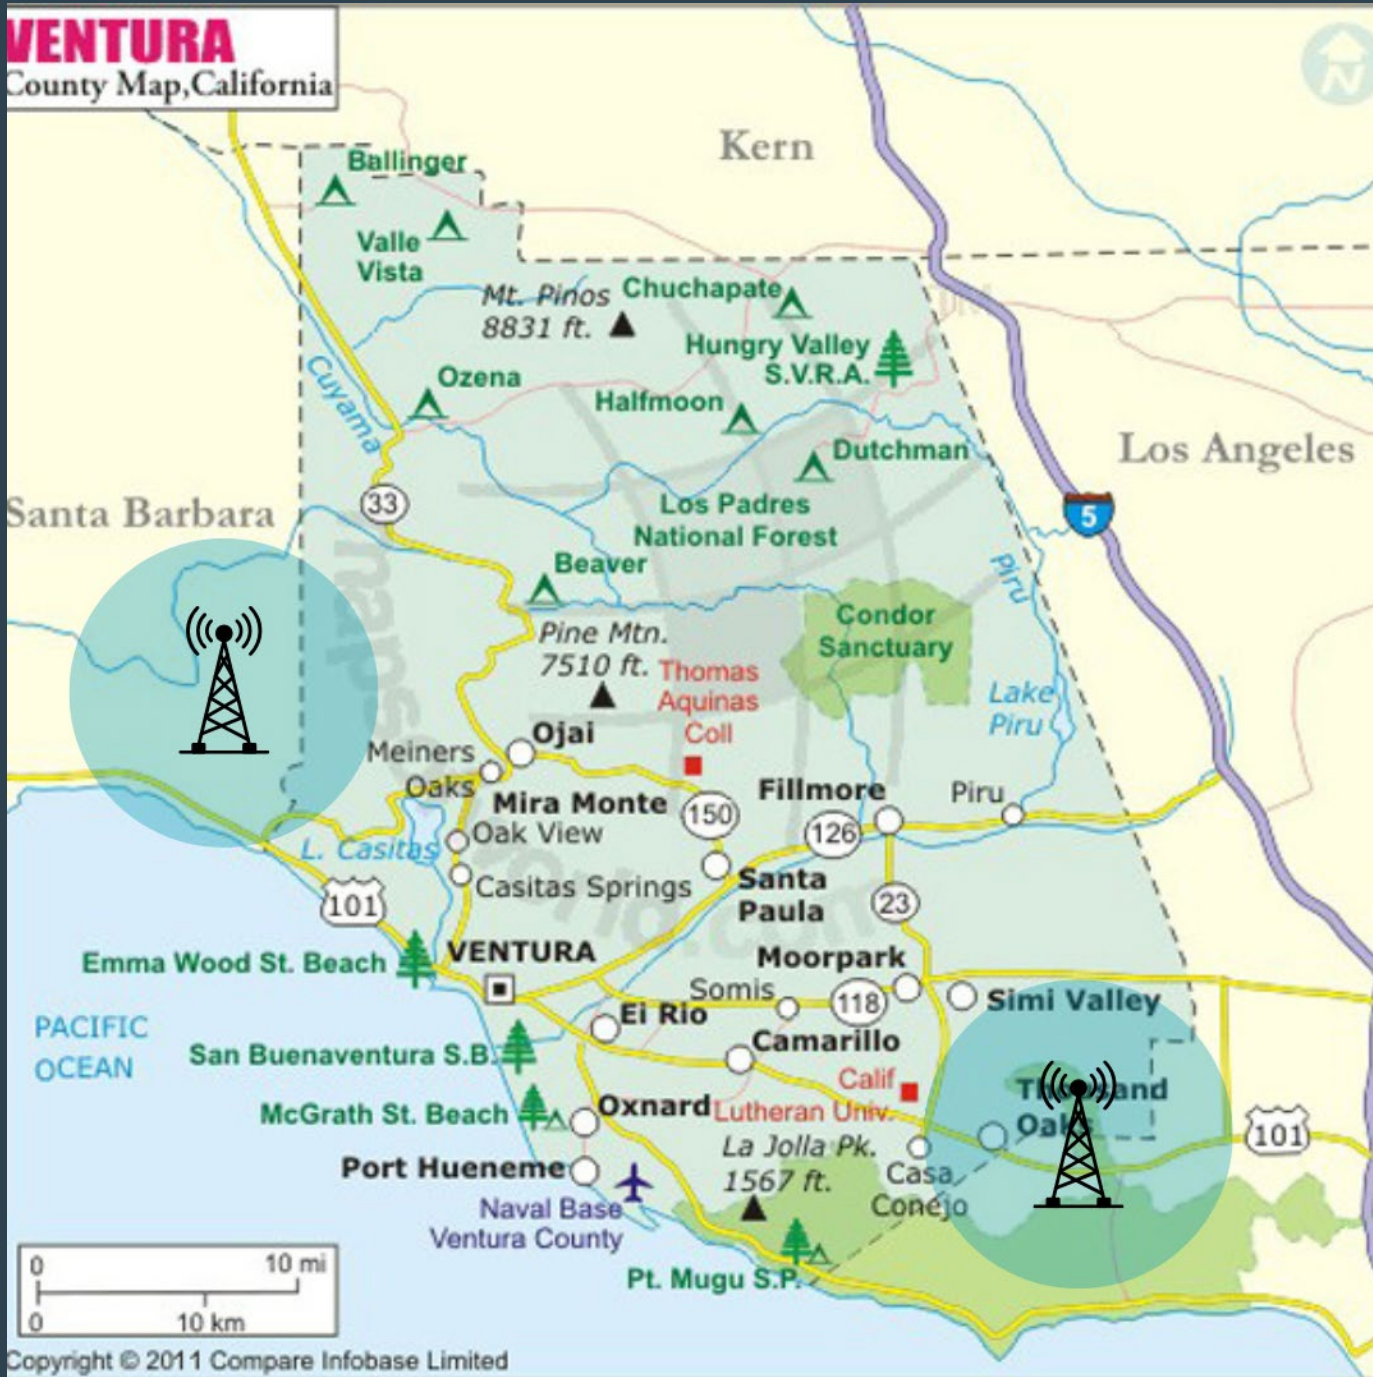 VENTURA
County Map,California
N
Kern
Ballinger
Valle
Vista
Mt. Pinos
8831 ft.
Chuchapate
Hungry Valley
S.V.R.A.
Cuyama
Ozena
Halfmoon
Dutchman
Los Angeles
33
Santa Barbara
Los Padres
National Forest
5
Beaver
Piru
Condor
Sanctuary
Pine Mtn.
7510 ft.
Thomas
Aquinas
Coll
Lake
Piru
Ojai
Meiners
Oaks
Mira Monte
150
Fillmore
126
Piru
Oak View
L. Casitas
Casitas Springs
Santa
Paula
101
23
Emma Wood St. Beach
VENTURA
Moorpark
Somis
118
Simi Valley
El Rio
PACIFIC
OCEAN
San Buenaventura S.B.
Camarillo
Calif
Lutheran Univ.
Thousand
Oaks
McGrath St. Beach
Oxnard
101
La Jolla Pk.
1567 ft.
Port Hueneme
Casa
Conejo
Naval Base
Ventura County
Pt. Mugu S.P.
0 10 mi
0 10 km
Copyright © 2011 Compare Infobase Limited